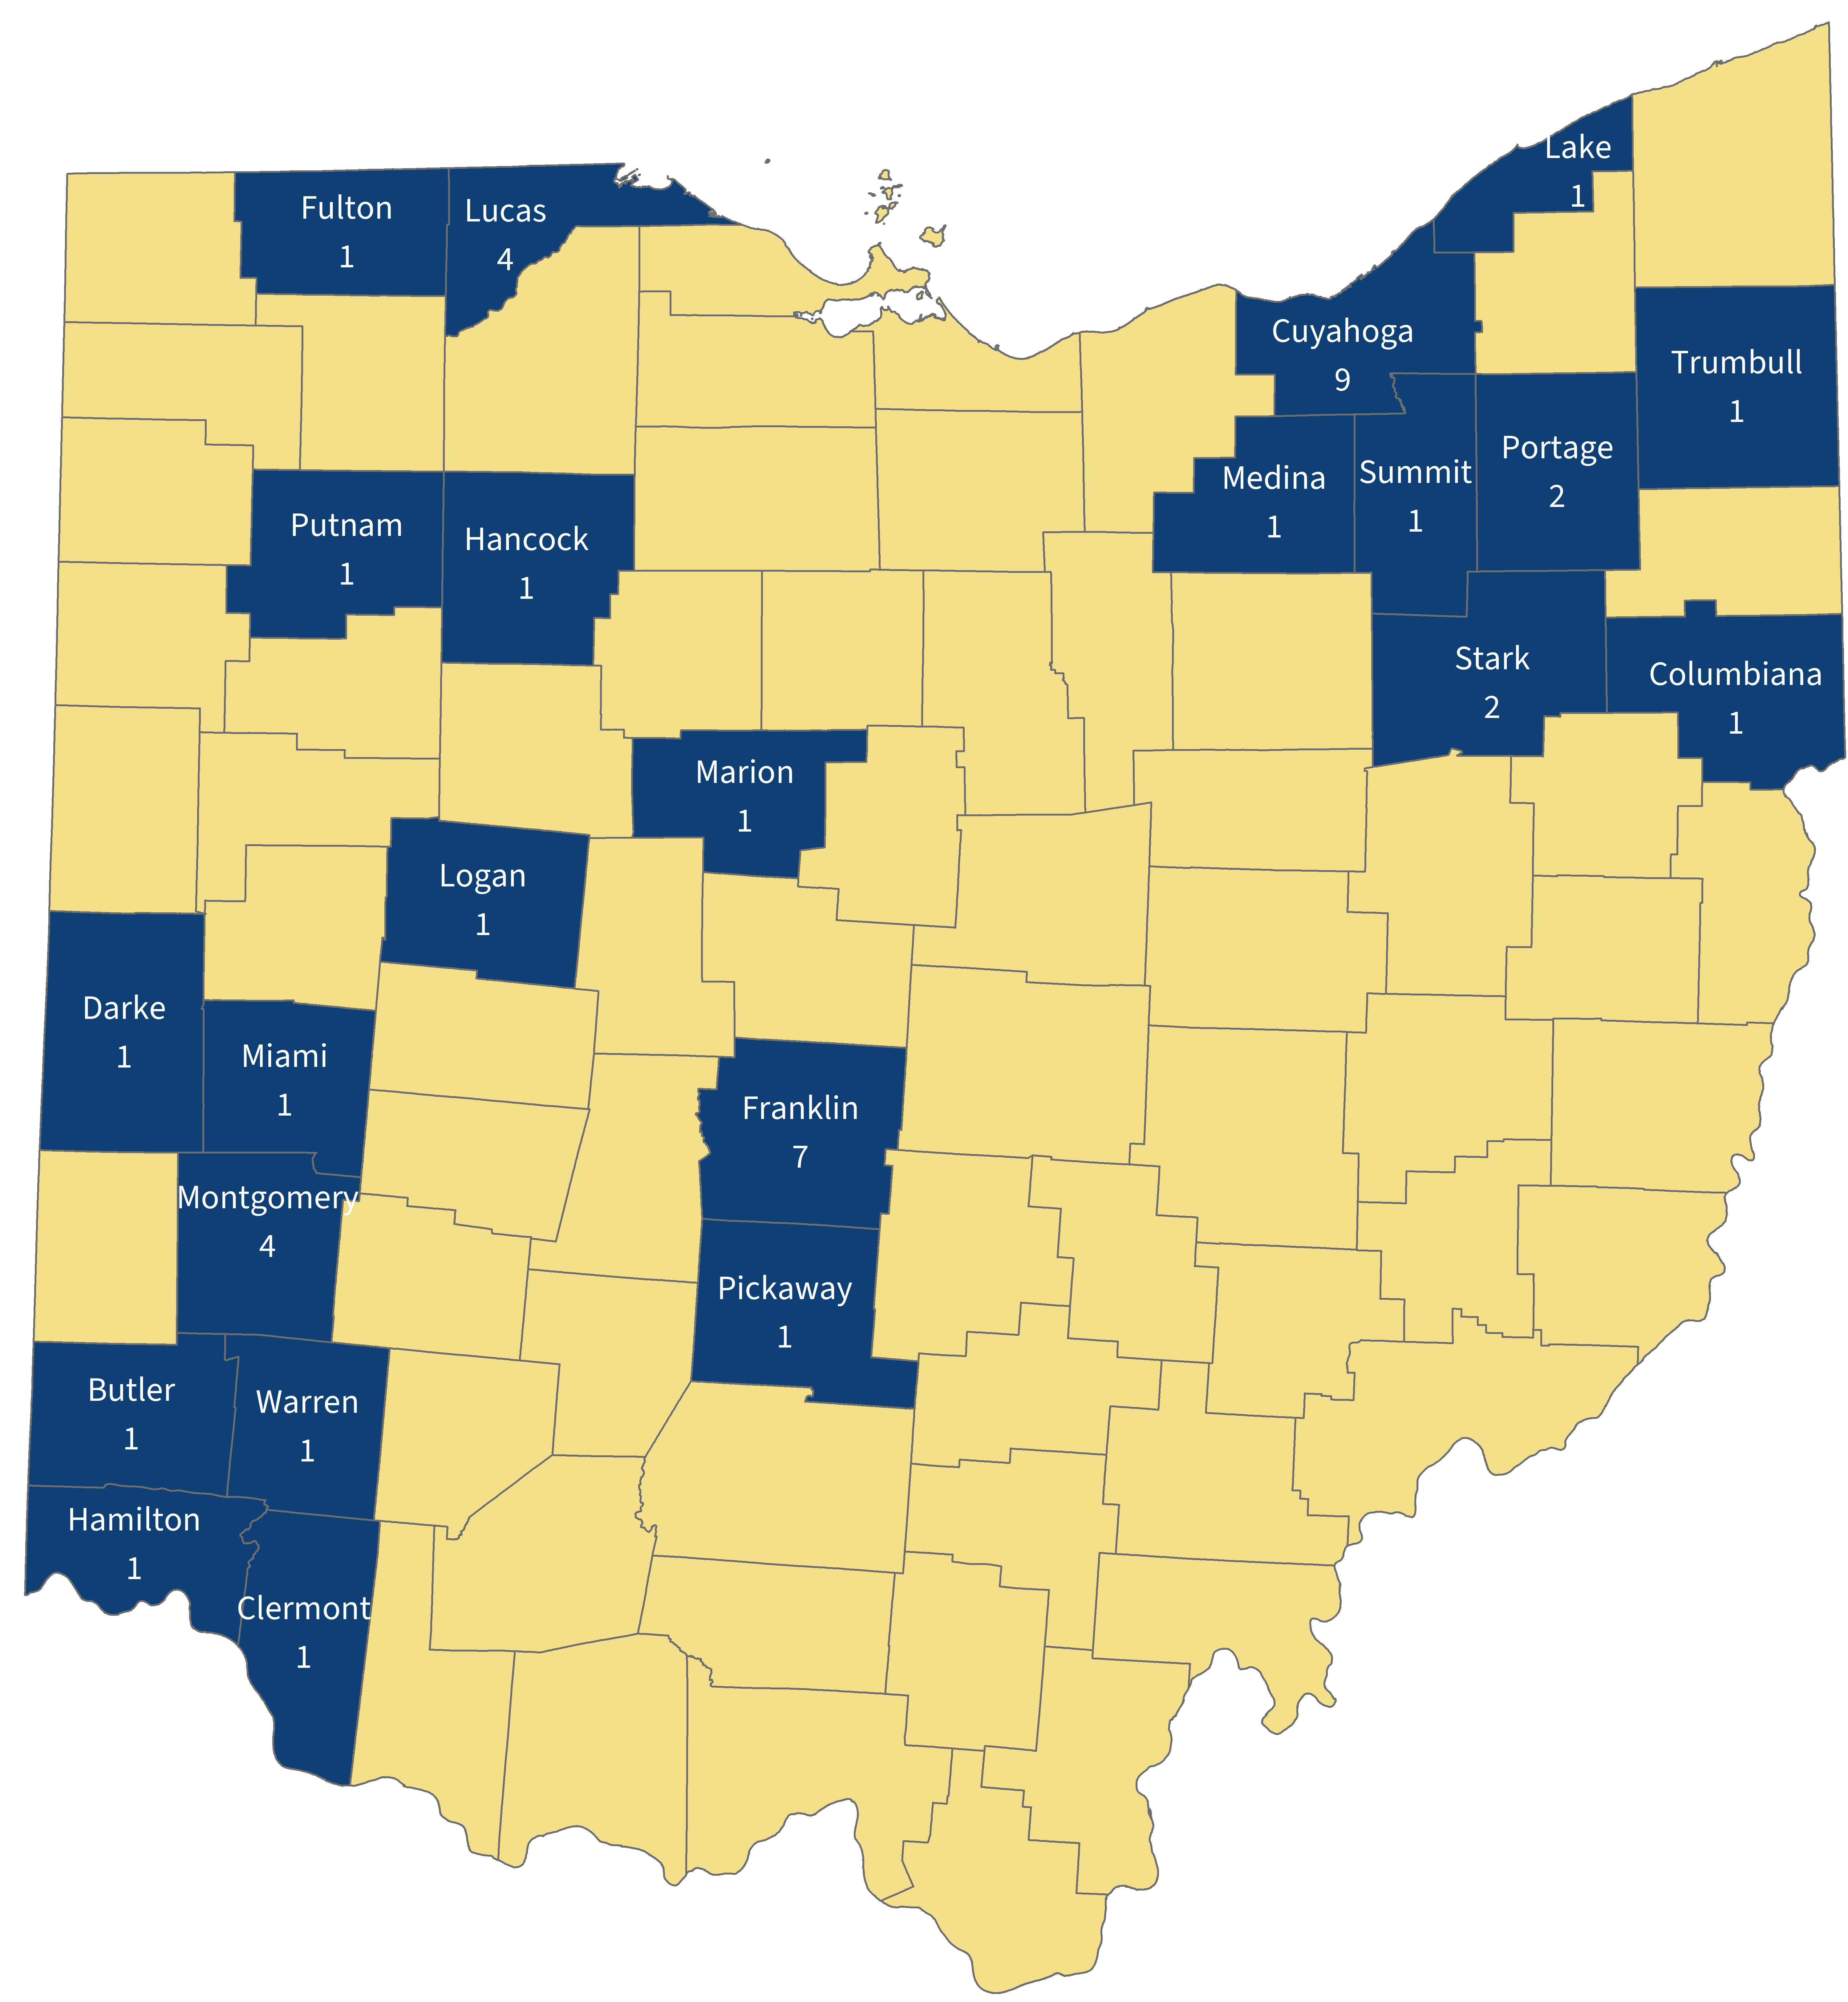 Lake
1
Fulton
1
Lucas
4
Cuyahoga
9
Trumbull
1
Portage
2
Medina
1
Summit
1
Putnam
1
Hancock
1
Stark
2
Columbiana
1
Marion
1
Logan
1
Darke
1
Miami
1
Franklin
7
Montgomery
4
Pickaway
1
Butler
1
Warren
1
Hamilton
1
Clermont
1